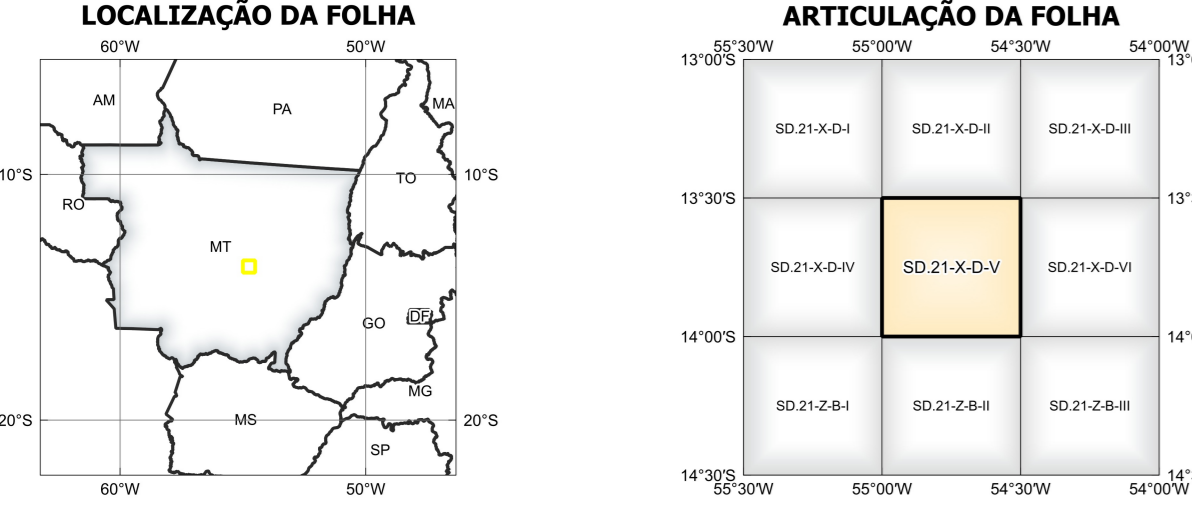 LOCALIZAÇÃO DA FOLHA
60°W 50°W
AM
PA
MA
10°S 10°S
TO
RO
MT
GO
DF
MG
MS
20°S 20°S
SP
60°W 50°W
ARTICULAÇÃO DA FOLHA
55°30'W 55°00'W 54°30'W 54°00'W
13°00'S
SD.21-X-D-I SD.21-X-D-II SD.21-X-D-III
13°30'S
SD.21-X-D-IV SD.21-X-D-V SD.21-X-D-VI
14°00'S
SD.21-Z-B-I SD.21-Z-B-II SD.21-Z-B-III
14°30'S
55°30'W 55°00'W 54°30'W 54°00'W